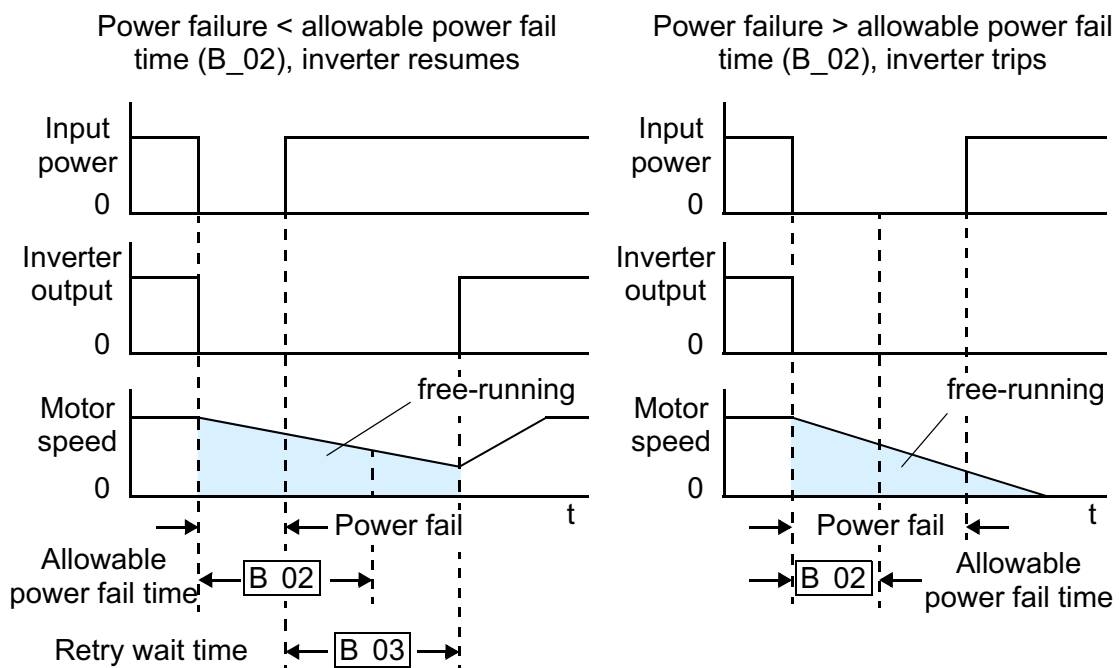 Power failure < allowable power fail
time (B_02), inverter resumes
Input
power
0
Inverter
output
0
free-running
Motor
speed
0
t
Power fail
Allowable
power fail time
B 02
Retry wait time
B 03
Power failure > allowable power fail
time (B_02), inverter trips
Input
power
0
Inverter
output
0
free-running
Motor
speed
0
t
Power fail
B 02
Allowable
power fail time